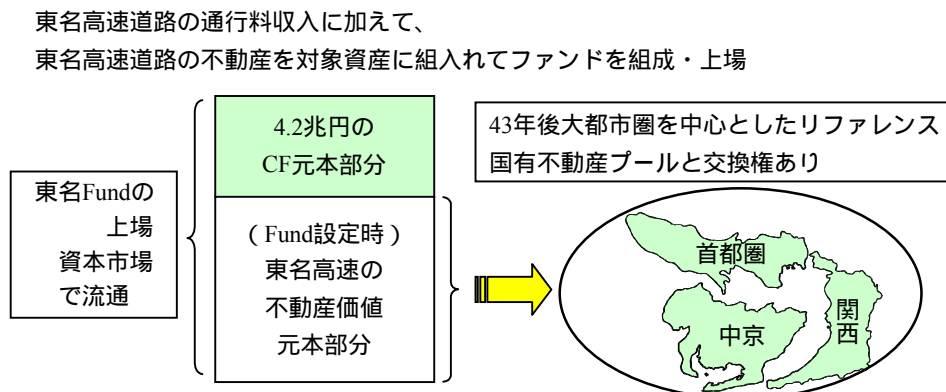 東名高速道路の通行料収入に加えて、
東名高速道路の不動産を対象資産に組入れてファンドを組成・上場
東名Fundの
上場
資本市場
で流通
4.2兆円の
CF元本部分
(Fund設定時)
東名高速の
不動産価値
元本部分
43年後大都市圏を中心としたリファレンス
国有不動産プールと交換権あり
首都圏
中京
関西